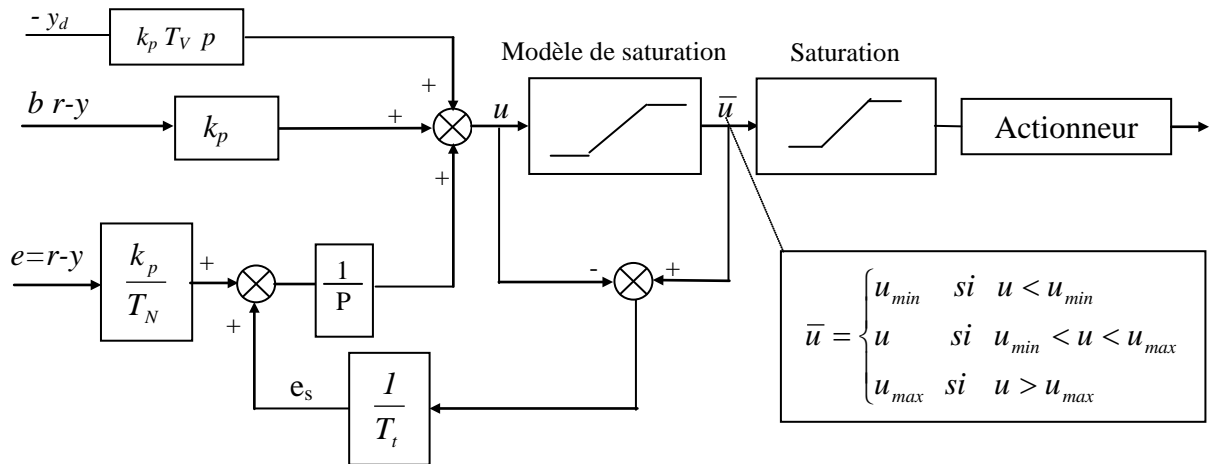 - y_d
k_p T_V p
Modèle de saturation
Saturation
+
b r-y
k_p
+
u
u̅
Actionneur
+
e=r-y
k_p
T_N
+
1
P
-
+
+
e_s
1
T_t
u̅ = { u_min si u < u_min
u si u_min < u < u_max
u_max si u > u_max